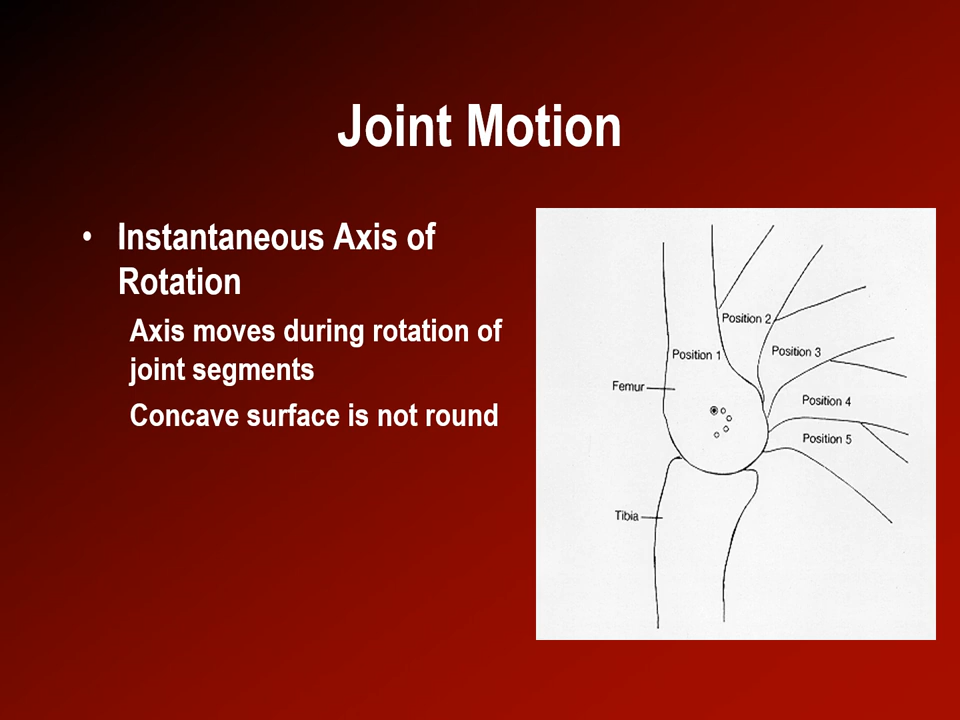 Joint Motion
• Instantaneous Axis of
Rotation
Axis moves during rotation of
joint segments
Concave surface is not round
Position 1
Position 2
Position 3
Position 4
Position 5
Femur
Tibia